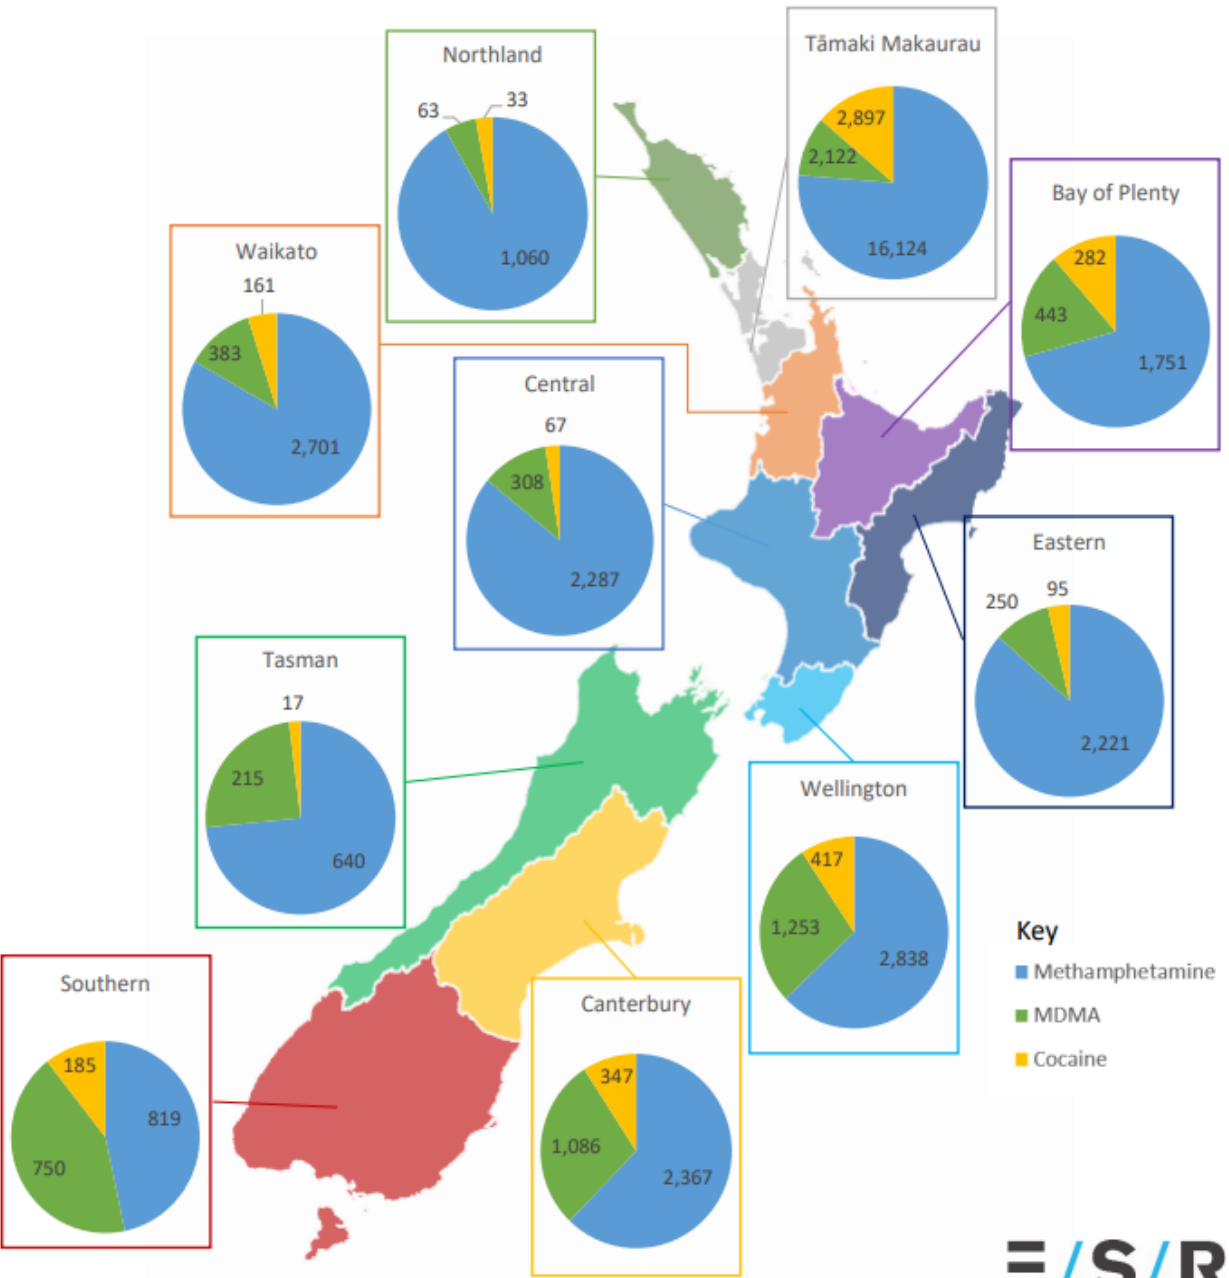 Northland
63
33
1,060
Tāmaki Makaurau
2,897
2,122
16,124
Bay of Plenty
282
443
1,751
Waikato
161
383
2,701
Central
67
308
2,287
Eastern
250
95
2,221
Tasman
17
215
640
Wellington
417
1,253
2,838
Southern
185
819
750
Canterbury
347
1,086
2,367
Key
Methamphetamine
MDMA
Cocaine
E/S/R